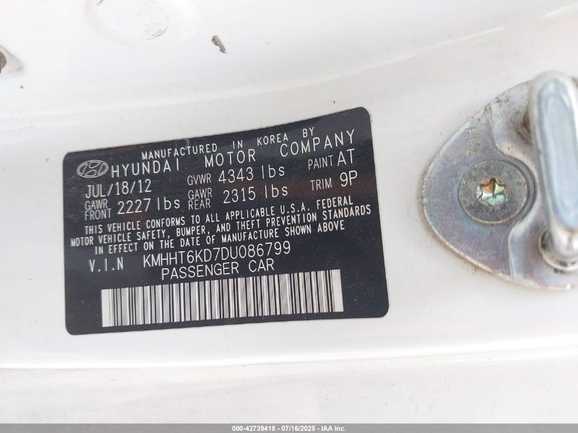 MANUFACTURED IN KOREA BY
HYUNDAI MOTOR COMPANY
JUL/18/12 GVWR 4343 lbs PAINT AT
GAWR FRONT 2227 lbs GAWR REAR 2315 lbs TRIM 9P
THIS VEHICLE CONFORMS TO ALL APPLICABLE U.S.A. FEDERAL
MOTOR VEHICLE SAFETY, BUMPER, AND THEFT PREVENTION STANDARDS
IN EFFECT ON THE DATE OF MANUFACTURE SHOWN ABOVE.
V.I.N KMHHT6KD7DU086799
PASSENGER CAR
000-42739418 - 07/16/2025 - IAA Inc.